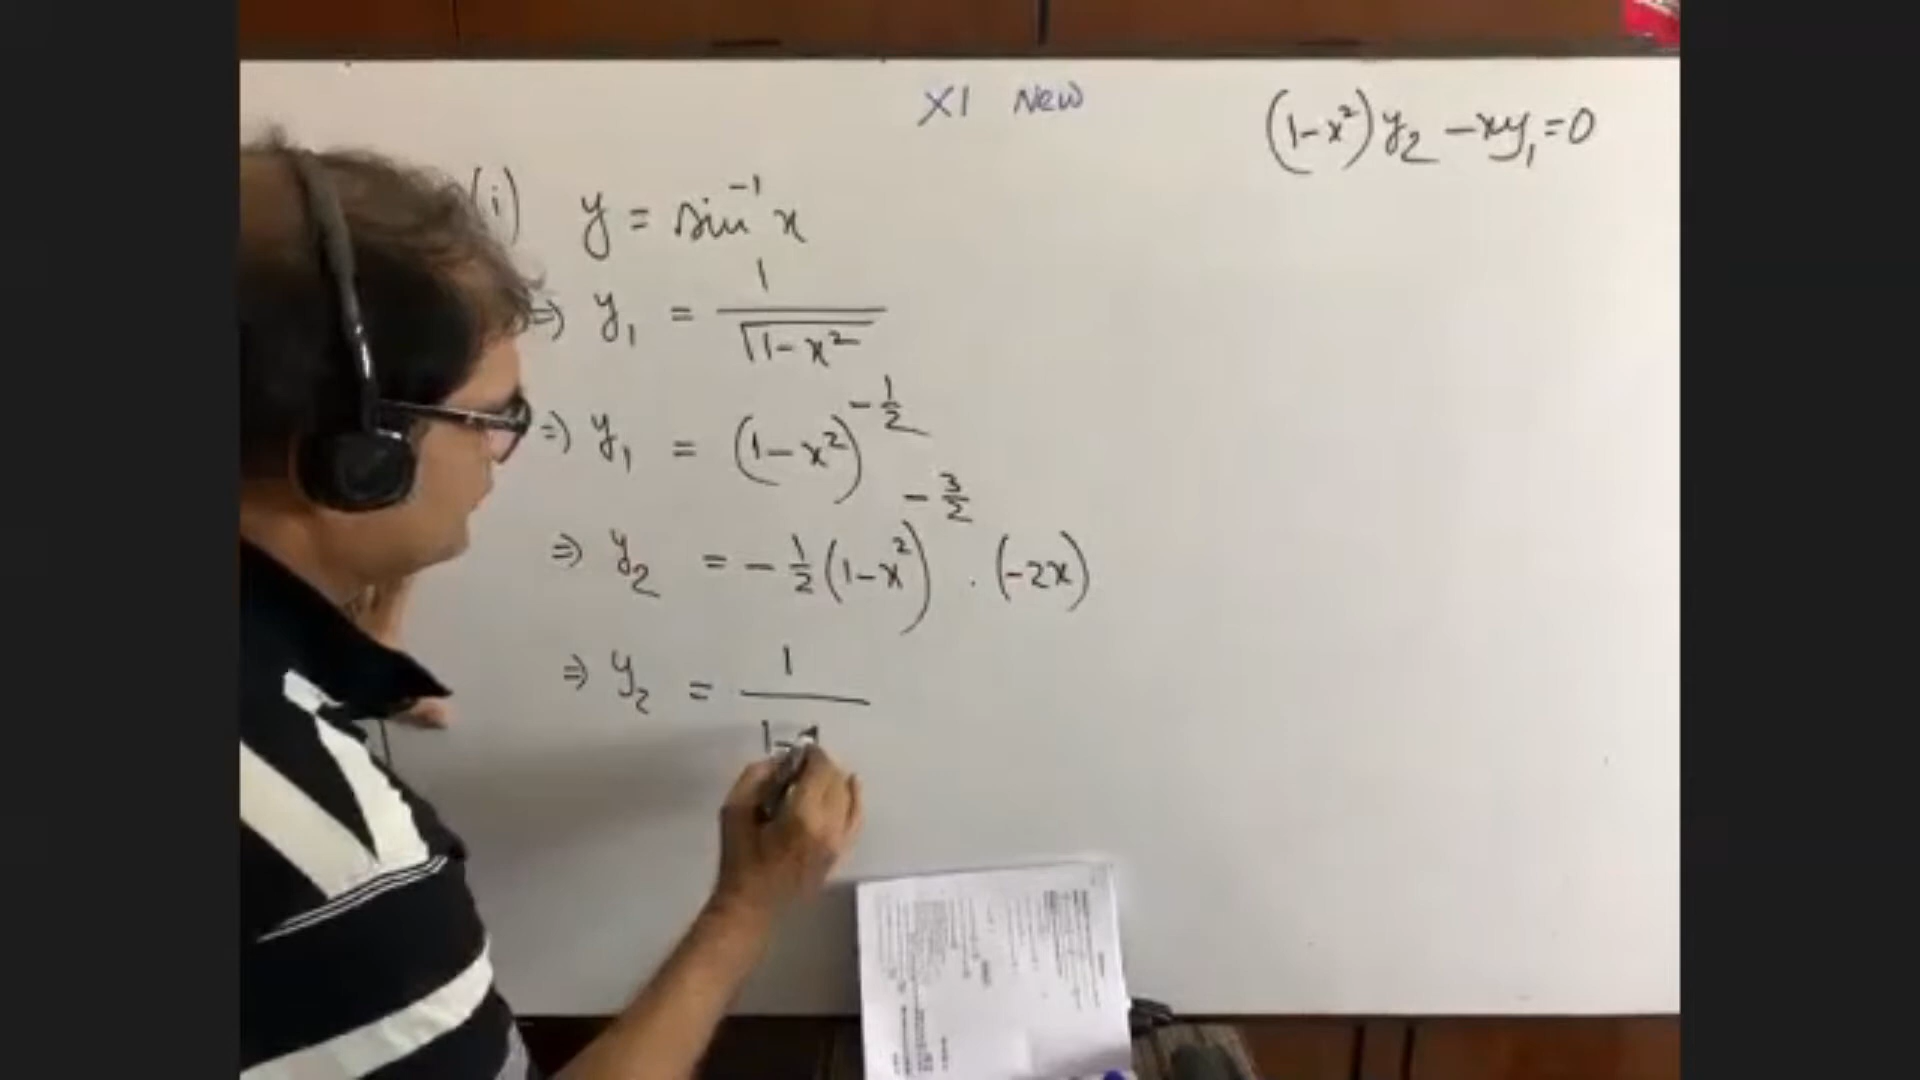 XI New
(1-x²)y₂ -xy₁=0
(i) y = sin⁻¹x
⇒ y₁ = 1/√1-x²
⇒ y₁ = (1-x²)^-1/2
⇒ y₂ = -1/2(1-x²)^-3/2 . (-2x)
⇒ y₂ = 1/1-